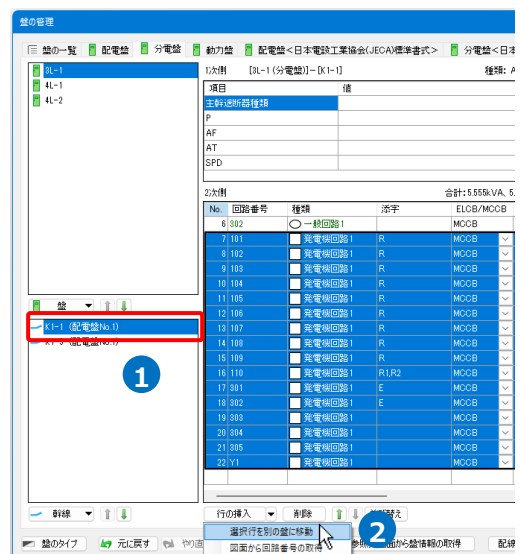 盤の管理
盤の一覧 配電盤 分電盤 動力盤 配電盤<日本電設工業協会(JECA)標準書式> 分電盤<日本
3L-1
4L-1
4L-2
1次側 [3L-1(分電盤)]-[K1-1] 種類: A
項目 値
主幹遮断器種類
P
AF
AT
SPD
2次側 合計:5.555kVA、5.
No. 回路番号 種類 添字 ELCB/MCCB
6 302 一般回路1 MCCB
7 101 発電機回路1 R MCCB
8 102 発電機回路1 R MCCB
9 103 発電機回路1 R MCCB
10 104 発電機回路1 R MCCB
11 105 発電機回路1 R MCCB
12 106 発電機回路1 R MCCB
13 107 発電機回路1 R MCCB
14 108 発電機回路1 R MCCB
15 109 発電機回路1 R MCCB
16 110 発電機回路1 R1,R2 MCCB
17 301 発電機回路1 E MCCB
18 302 発電機回路1 E MCCB
19 303 発電機回路1 MCCB
20 304 発電機回路1 MCCB
21 305 発電機回路1 MCCB
22 Y1 発電機回路1 MCCB
盤
K1-1 (配電盤No.1)
1
幹線
行の挿入 削除 替え
選択行を別の盤に移動
図面から回路番号の取得
2
盤のタイプ 元に戻す やり直 参照 から盤情報の取得 配線